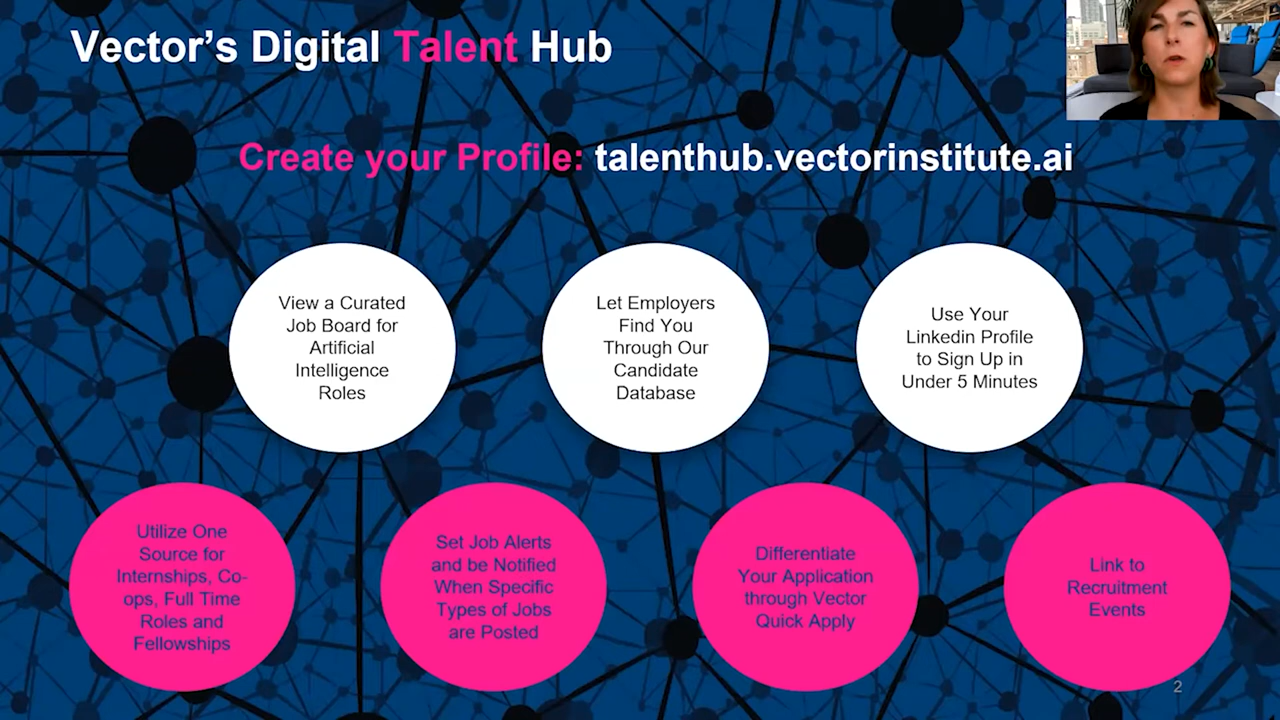 Vector’s Digital Talent Hub
Create your Profile: talenthub.vectorinstitute.ai
View a Curated
Job Board for
Artificial
Intelligence
Roles
Let Employers
Find You
Through Our
Candidate
Database
Use Your
Linkedin Profile
to Sign Up in
Under 5 Minutes
Utilize One
Source for
Internships, Co-
ops, Full Time
Roles and
Fellowships
Set Job Alerts
and be Notified
When Specific
Types of Jobs
are Posted
Differentiate
Your Application
through Vector
Quick Apply
Link to
Recruitment
Events
2